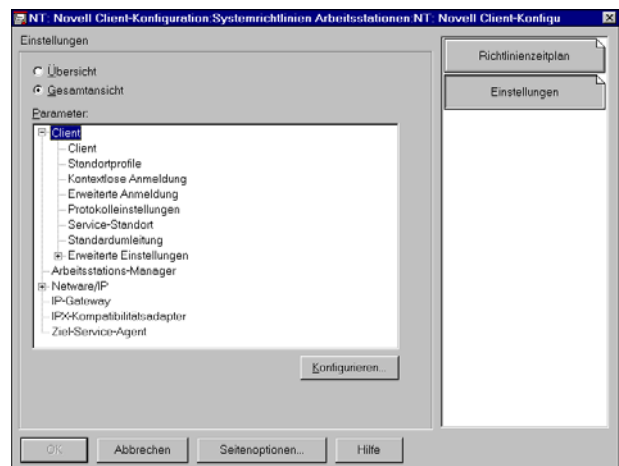 NT: Novell Client-Konfiguration:Systemrichtlinien Arbeitsstationen:NT: Novell Client-Konfigu
Einstellungen
Übersicht
Gesamtansicht
Parameter:
Client
Client
Standortprofile
Kontextlose Anmeldung
Erweiterte Anmeldung
Protokolleinstellungen
Service-Standort
Standardumleitung
Erweiterte Einstellungen
Arbeitsstations-Manager
Netware/IP
IP-Gateway
IPX-Kompatibilitätsadapter
Ziel-Service-Agent
Konfigurieren...
Richtlinienzeitplan
Einstellungen
OK
Abbrechen
Seitenoptionen...
Hilfe